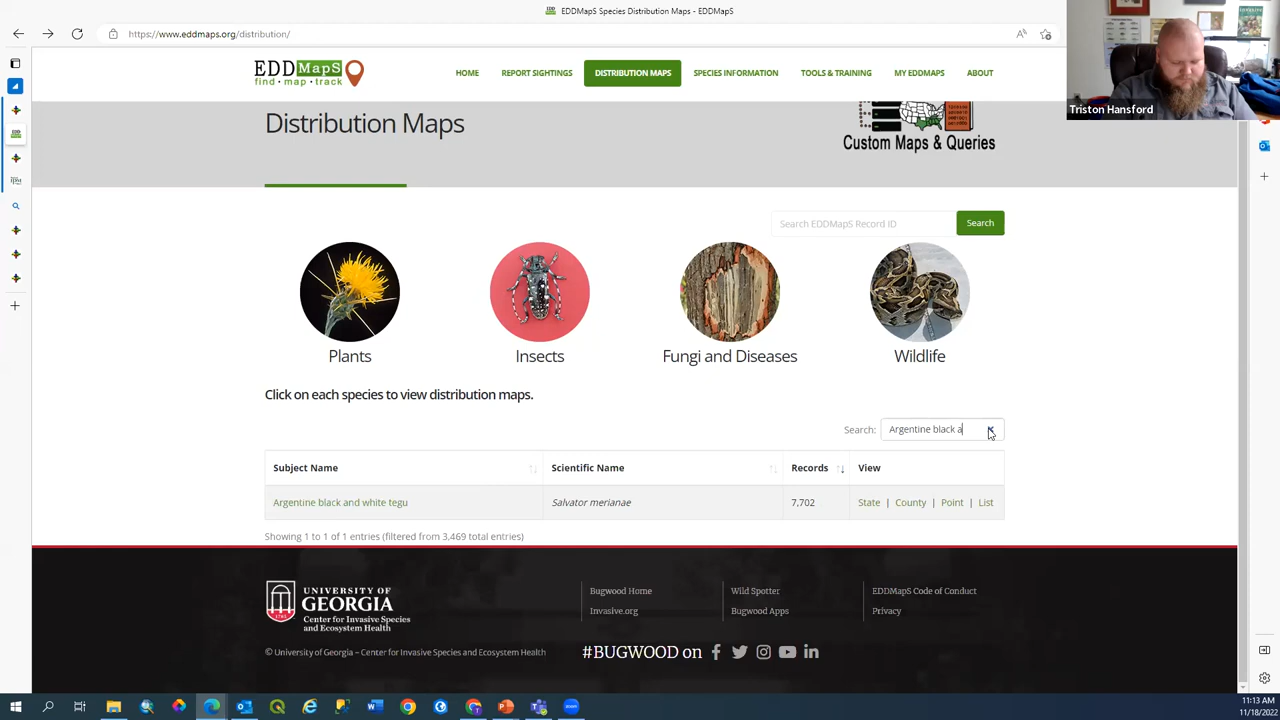 EDDMapS Species Distribution Maps - EDDMapS
https://www.eddmaps.org/distribution/
EDDMapS
find • map • track
HOME
REPORT SIGHTINGS
DISTRIBUTION MAPS
SPECIES INFORMATION
TOOLS & TRAINING
MY EDDMAPS
ABOUT
Triston Hansford
Distribution Maps
Custom Maps & Queries
Search EDDMapS Record ID
Search
Plants
Insects
Fungi and Diseases
Wildlife
Click on each species to view distribution maps.
Search: Argentine black a
Subject Name Scientific Name Records View
Argentine black and white tegu Salvator merianae 7,702 State | County | Point | List
Showing 1 to 1 of 1 entries (filtered from 3,469 total entries)
UNIVERSITY OF
GEORGIA
Center for Invasive Species
and Ecosystem Health
Bugwood Home
Invasive.org
Wild Spotter
Bugwood Apps
EDDMapS Code of Conduct
Privacy
© University of Georgia - Center for Invasive Species and Ecosystem Health
#BUGWOOD on
11:13 AM
11/18/2022